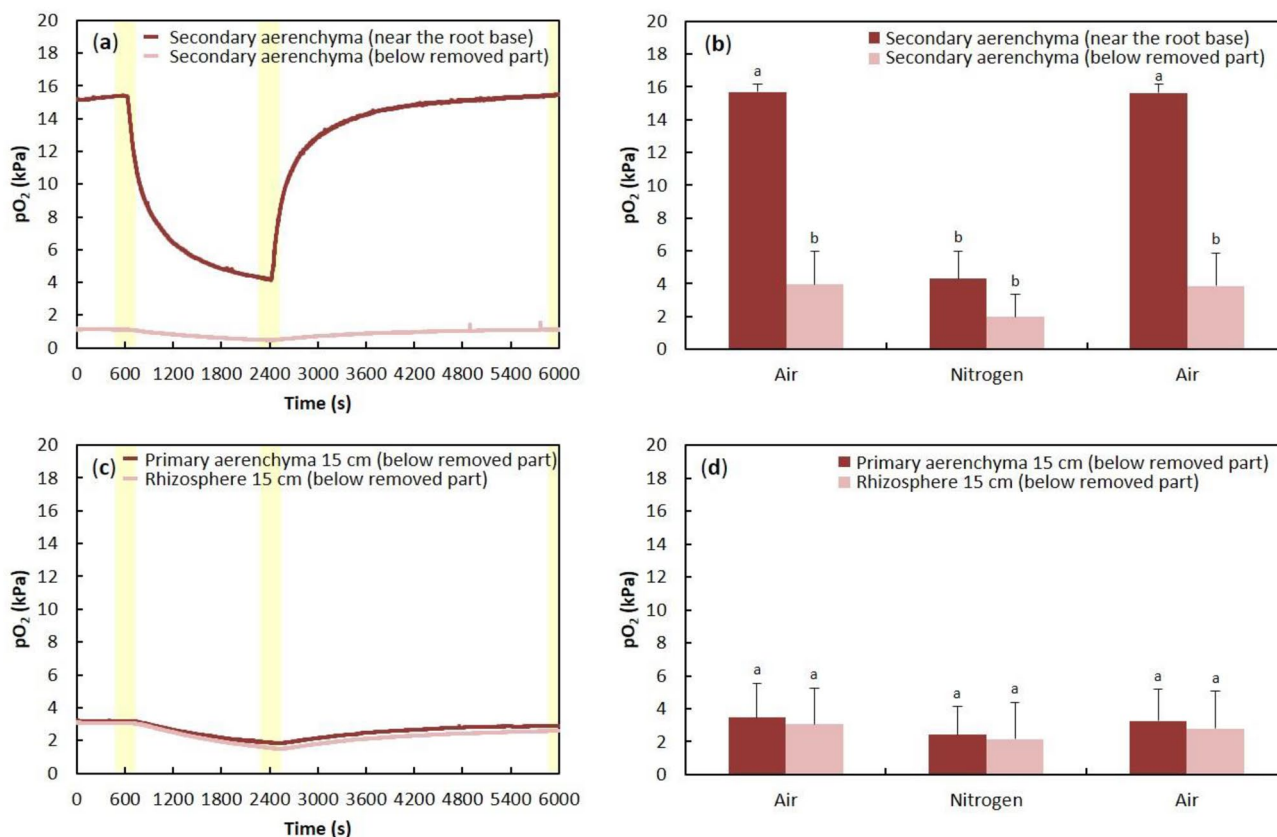 (a)
Secondary aerenchyma (near the root base)
Secondary aerenchyma (below removed part)
pO₂ (kPa)
20
18
16
14
12
10
8
6
4
2
0
0 600 1200 1800 2400 3000 3600 4200 4800 5400 6000
Time (s)
(b)
Secondary aerenchyma (near the root base)
Secondary aerenchyma (below removed part)
pO₂ (kPa)
20
18
16
14
12
10
8
6
4
2
0
a b b b a b
Air Nitrogen Air
(c)
Primary aerenchyma 15 cm (below removed part)
Rhizosphere 15 cm (below removed part)
pO₂ (kPa)
20
18
16
14
12
10
8
6
4
2
0
0 600 1200 1800 2400 3000 3600 4200 4800 5400 6000
Time (s)
(d)
Primary aerenchyma 15 cm (below removed part)
Rhizosphere 15 cm (below removed part)
pO₂ (kPa)
20
18
16
14
12
10
8
6
4
2
0
a a a a a a
Air Nitrogen Air